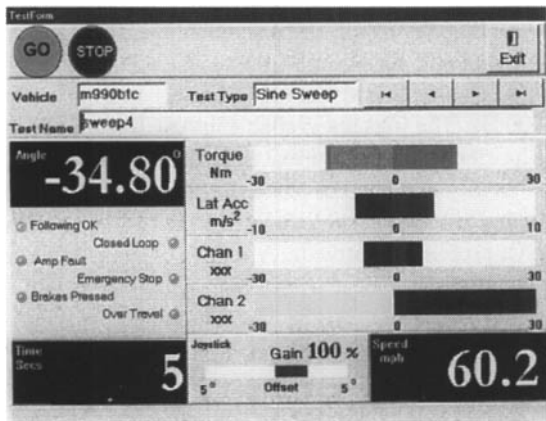 TestForm
GO STOP Exit
Vehicle m990btc Test Type Sine Sweep
Test Name sweep4
Angle -34.80°
Following OK
Closed Loop
Amp Fault
Emergency Stop
Brakes Pressed
Over Travel
Torque
Nm -30 0 30
Lat Acc
m/s² -10 0 10
Chan 1
xxx -30 0 30
Chan 2
xxx -30 0 30
Time
Secs 5
Joystick Gain 100 %
5° Offset 5°
Speed
mph 60.2